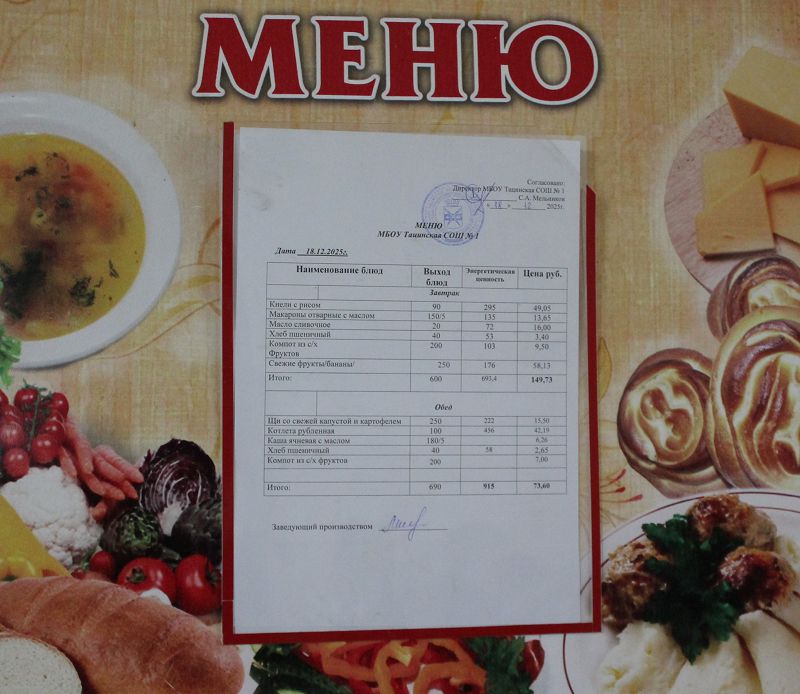 МЕНЮ
Согласовано:
Директор МБОУ Тацинская СОШ № 1
С.А. Мельников
« 18 » 12 2025г.
МЕНЮ
МБОУ Тацинская СОШ № 1
Дата 18.12.2025г.
Наименование блюд Выход блюд Энергетическая ценность Цена руб.
Завтрак
Кнели с рисом 90 295 49,05
Макароны отварные с маслом 150/5 135 13,65
Масло сливочное 20 72 16,00
Хлеб пшеничный 40 53 3,40
Компот из с/х 200 103 9,50
Фруктов
Свежие фрукты/бананы/ 250 176 58,13
Итого: 600 693,4 149,73
Обед
Щи со свежей капустой и картофелем 250 222 15,50
Котлета рубленная 100 456 42,19
Каша ячневая с маслом 180/5 6,26
Хлеб пшеничный 40 58 2,65
Компот из с/х фруктов 200 7,00
Итого: 690 915 73,60
Заведующий производством